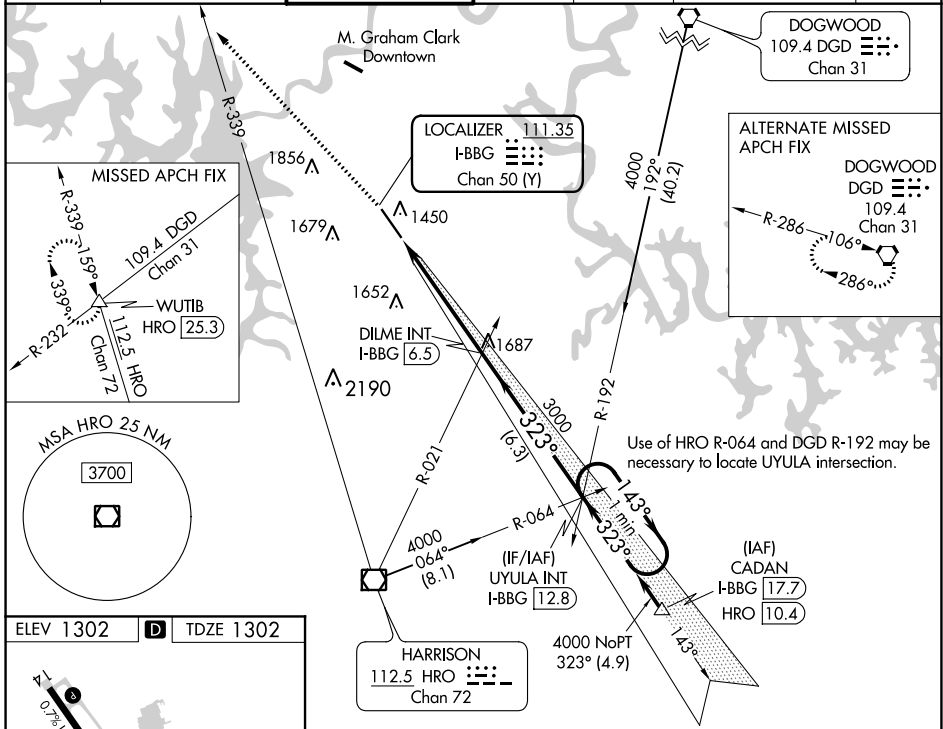 M. Graham Clark
Downtown
DOGWOOD
109.4 DGD
Chan 31
R-339
LOCALIZER 111.35
I-BBG
Chan 50 (Y)
4000
192°
(40.2)
ALTERNATE MISSED
APCH FIX
DOGWOOD
DGD
109.4
Chan 31
R-286
106°
286°
1856
1450
1679
MISSED APCH FIX
R-339
159°
109.4 DGD
Chan 31
339°
WUTIB
HRO 25.3
R-232
112.5 HRO
Chan 72
1652
DILME INT
I-BBG 6.5
1687
2190
R-192
3000
323°
(6.3)
R-021
Use of HRO R-064 and DGD R-192 may be
necessary to locate UYULA intersection.
MSA HRO 25 NM
3700
143°
1 min
323°
R-064
4000
064°
(8.1)
(IF/IAF)
UYULA INT
I-BBG 12.8
(IAF)
CADAN
I-BBG 17.7
HRO 10.4
4000 NoPT
323° (4.9)
143°
HARRISON
112.5 HRO
Chan 72
ELEV 1302
D
TDZE 1302
14
P
0.7%